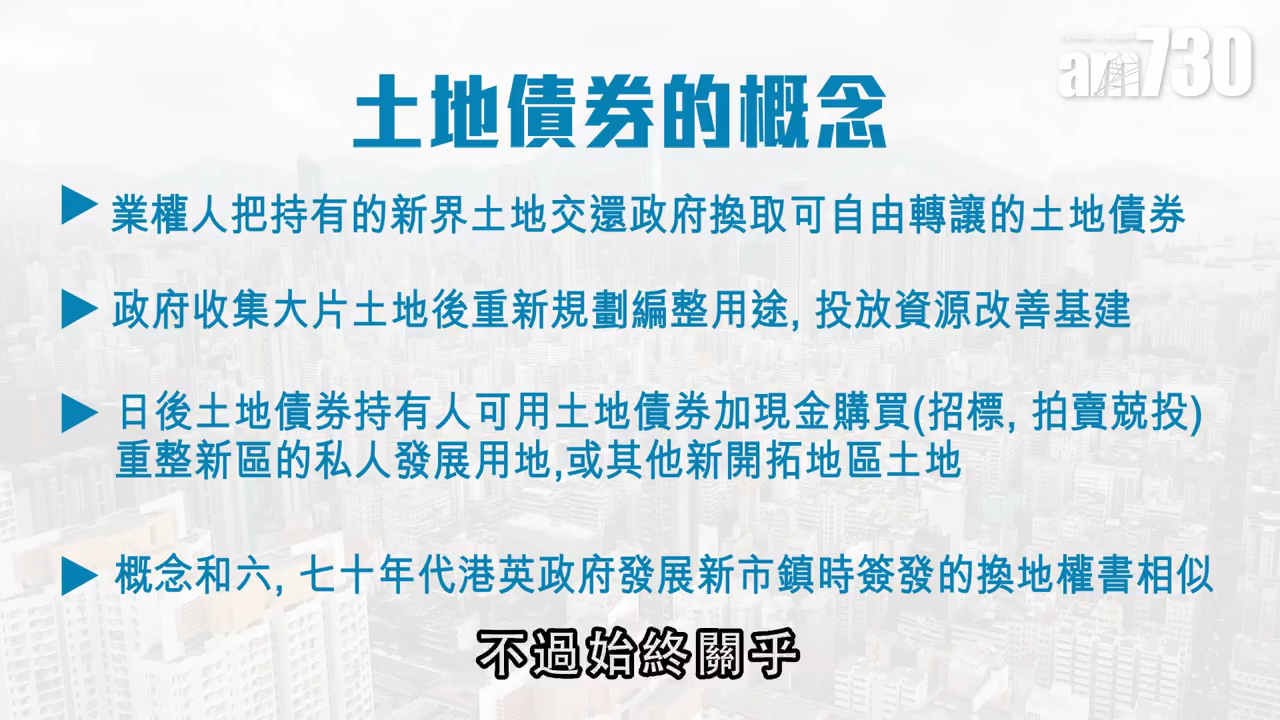 am730
土地債券的概念
業權人把持有的新界土地交還政府換取可自由轉讓的土地債券
政府收集大片土地後重新規劃編整用途, 投放資源改善基建
日後土地債券持有人可用土地債券加現金購買(招標, 拍賣兢投)
重整新區的私人發展用地,或其他新開拓地區土地
概念和六, 七十年代港英政府發展新市鎮時簽發的換地權書相似
不過始終關乎